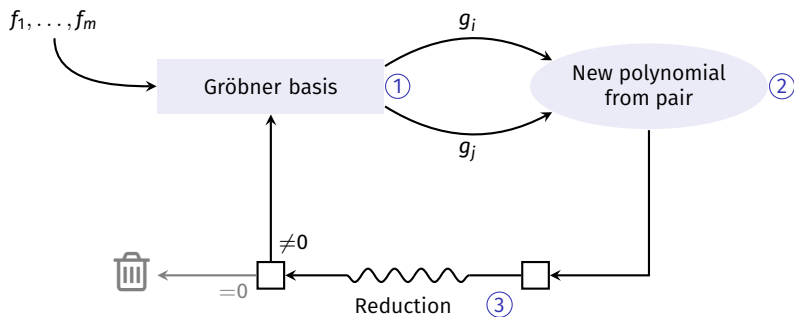 f₁, . . . , fₘ
gᵢ
Gröbner basis
①
New polynomial
from pair
②
gⱼ
≠0
=0
Reduction
③